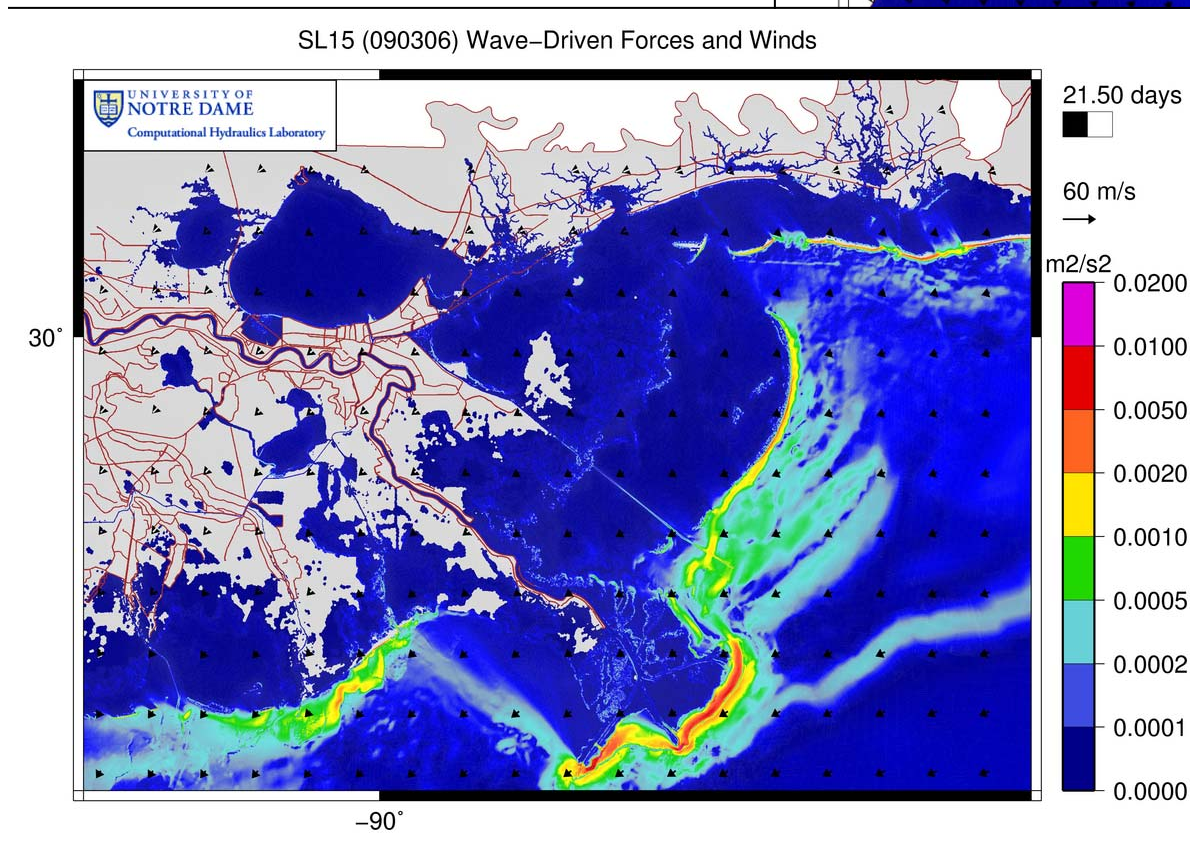 SL15 (090306) Wave−Driven Forces and Winds
UNIVERSITY OF
NOTRE DAME
Computational Hydraulics Laboratory
21.50 days
60 m/s
m2/s2
0.0200
0.0100
0.0050
0.0020
0.0010
0.0005
0.0002
0.0001
0.0000
30°
−90°